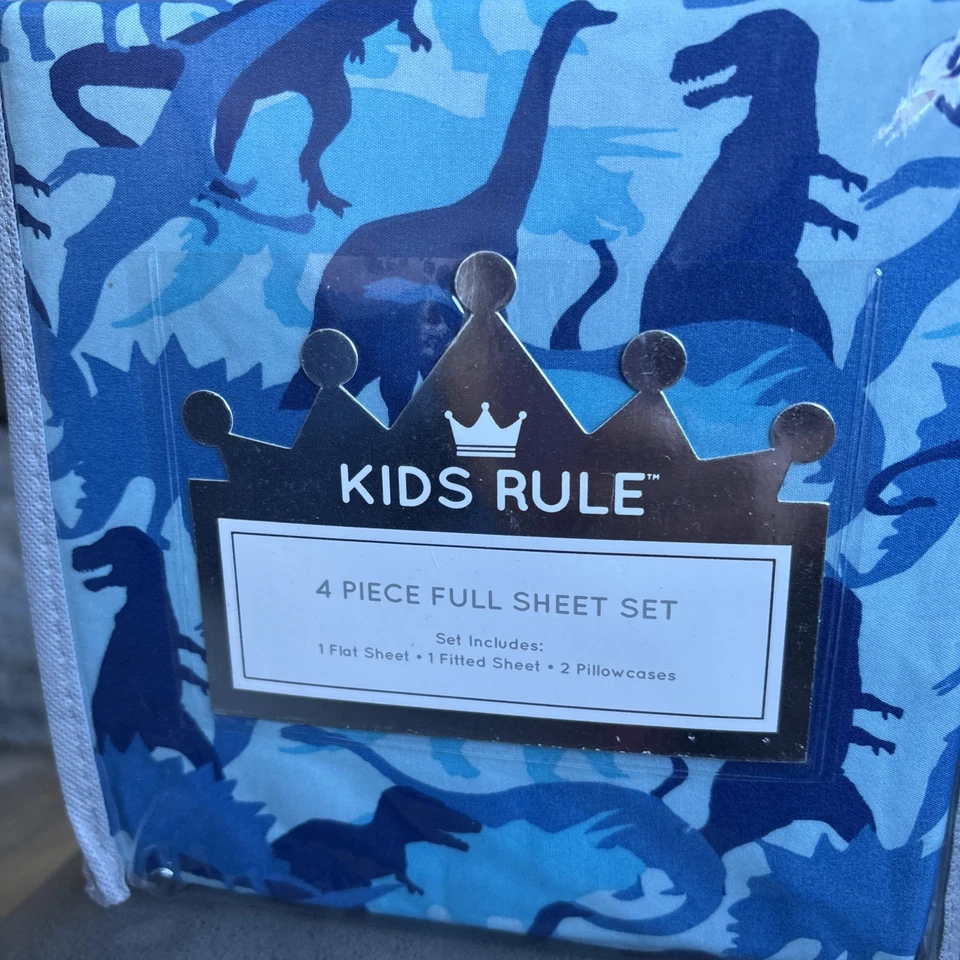 KIDS RULE™
4 PIECE FULL SHEET SET
Set Includes:
1 Flat Sheet • 1 Fitted Sheet • 2 Pillowcases